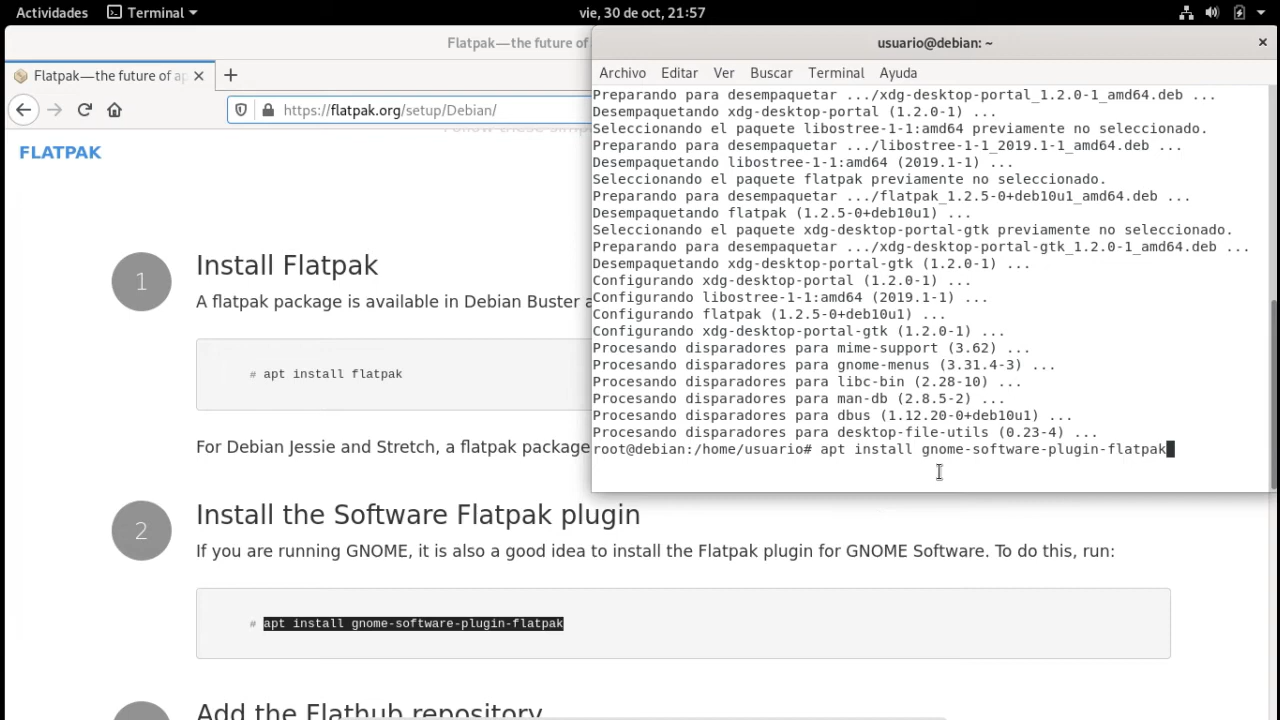 Actividades
Terminal
vie, 30 de oct, 21:57
Flatpak—the future of
usuario@debian: ~
Flatpak—the future of ap
https://flatpak.org/setup/Debian/
Archivo Editar Ver Buscar Terminal Ayuda
FLATPAK
1
Install Flatpak
A flatpak package is available in Debian Buster
# apt install flatpak
For Debian Jessie and Stretch, a flatpak package
2
Install the Software Flatpak plugin
If you are running GNOME, it is also a good idea to install the Flatpak plugin for GNOME Software. To do this, run:
# apt install gnome-software-plugin-flatpak
Add the Flathub repository
Preparando para desempaquetar .../xdg-desktop-portal_1.2.0-1_amd64.deb ...
Desempaquetando xdg-desktop-portal (1.2.0-1) ...
Seleccionando el paquete libostree-1-1:amd64 previamente no seleccionado.
Preparando para desempaquetar .../libostree-1-1_2019.1-1_amd64.deb ...
Desempaquetando libostree-1-1:amd64 (2019.1-1) ...
Seleccionando el paquete flatpak previamente no seleccionado.
Preparando para desempaquetar .../flatpak_1.2.5-0+deb10u1_amd64.deb ...
Desempaquetando flatpak (1.2.5-0+deb10u1) ...
Seleccionando el paquete xdg-desktop-portal-gtk previamente no seleccionado.
Preparando para desempaquetar .../xdg-desktop-portal-gtk_1.2.0-1_amd64.deb ...
Desempaquetando xdg-desktop-portal-gtk (1.2.0-1) ...
Configurando xdg-desktop-portal (1.2.0-1) ...
Configurando libostree-1-1:amd64 (2019.1-1) ...
Configurando flatpak (1.2.5-0+deb10u1) ...
Configurando xdg-desktop-portal-gtk (1.2.0-1) ...
Procesando disparadores para mime-support (3.62) ...
Procesando disparadores para gnome-menus (3.31.4-3) ...
Procesando disparadores para libc-bin (2.28-10) ...
Procesando disparadores para man-db (2.8.5-2) ...
Procesando disparadores para dbus (1.12.20-0+deb10u1) ...
Procesando disparadores para desktop-file-utils (0.23-4) ...
root@debian:/home/usuario# apt install gnome-software-plugin-flatpak